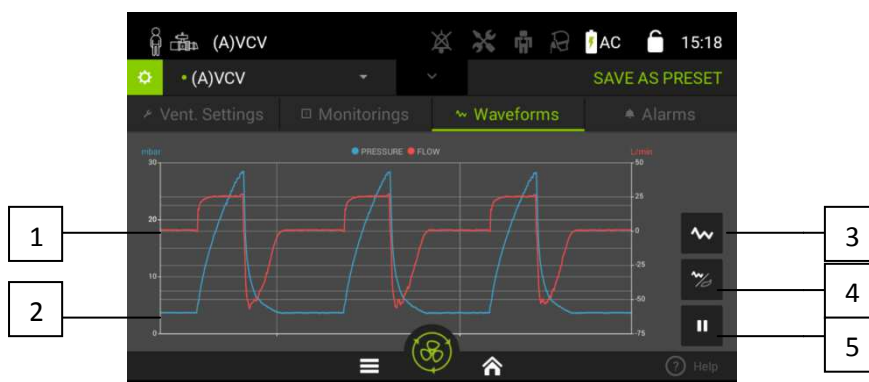 (A)VCV AC 15:18
(A)VCV SAVE AS PRESET
Vent. Settings Monitorings Waveforms Alarms
mbar PRESSURE FLOW L/min
30 50
25
20
1 0 3
10 -25 4
-50
2
0 -75 5
? Help